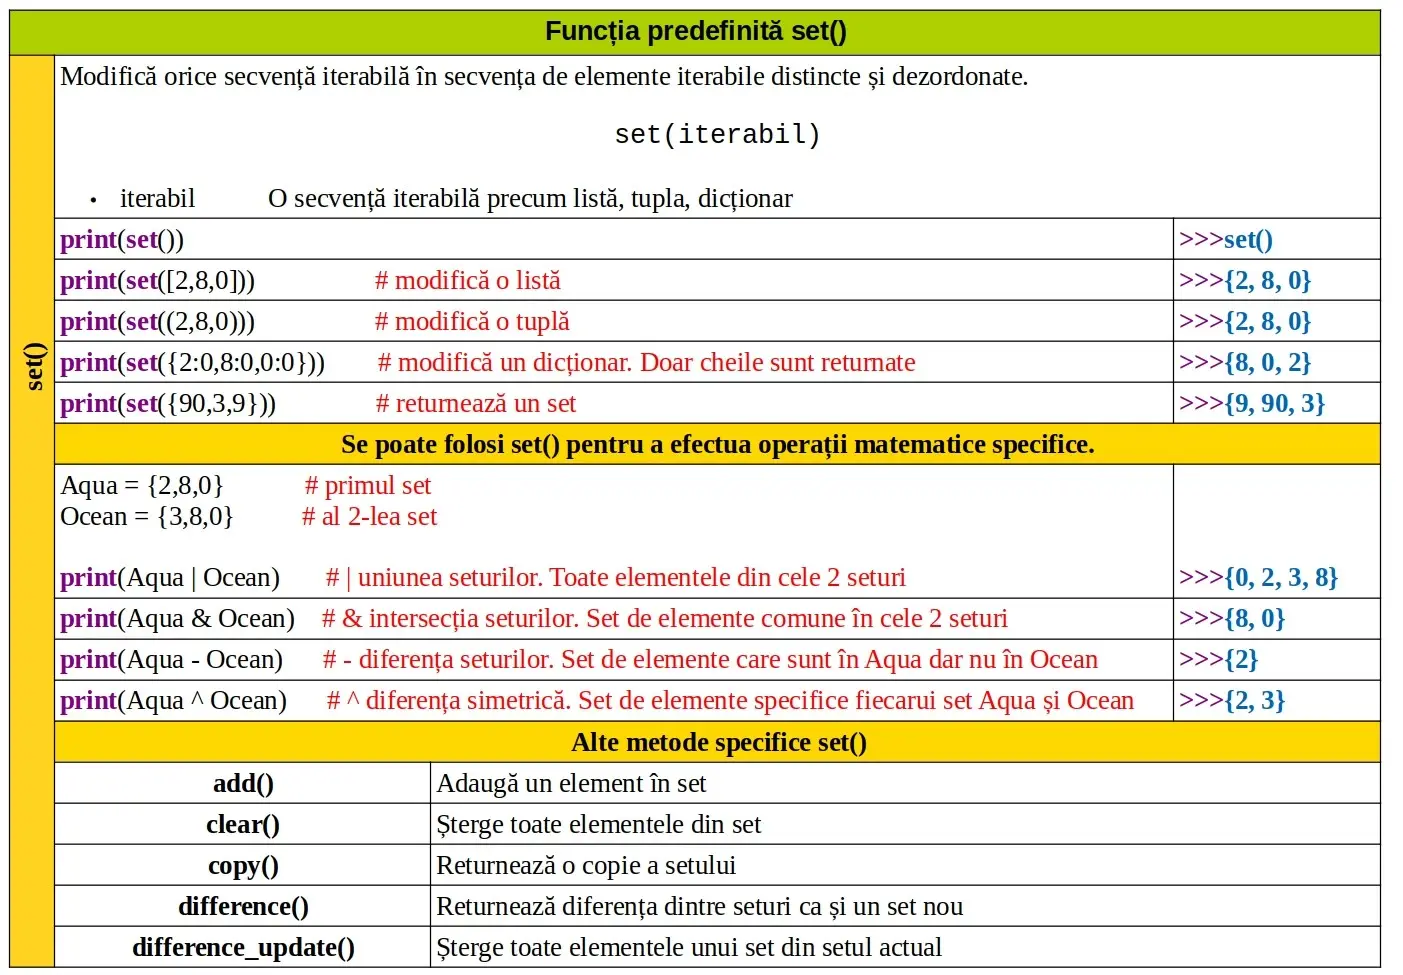 Funcția predefinită set()
set()
Modifică orice secvență iterabilă în secvența de elemente iterabile distincte și dezordonate.
set(iterabil)
• iterabil O secvență iterabilă precum listă, tupla, dicționar
print(set()) >>>set()
print(set([2,8,0])) # modifică o listă >>>{2, 8, 0}
print(set((2,8,0))) # modifică o tuplă >>>{2, 8, 0}
print(set({2:0,8:0,0:0})) # modifică un dicționar. Doar cheile sunt returnate >>>{8, 0, 2}
print(set({90,3,9})) # returnează un set >>>{9, 90, 3}
Se poate folosi set() pentru a efectua operații matematice specifice.
Aqua = {2,8,0} # primul set
Ocean = {3,8,0} # al 2-lea set
print(Aqua | Ocean) # | uniunea seturilor. Toate elementele din cele 2 seturi >>>{0, 2, 3, 8}
print(Aqua & Ocean) # & intersecția seturilor. Set de elemente comune în cele 2 seturi >>>{8, 0}
print(Aqua - Ocean) # - diferența seturilor. Set de elemente care sunt în Aqua dar nu în Ocean >>>{2}
print(Aqua ^ Ocean) # ^ diferența simetrică. Set de elemente specifice fiecarui set Aqua și Ocean >>>{2, 3}
Alte metode specifice set()
add() Adaugă un element în set
clear() Șterge toate elementele din set
copy() Returnează o copie a setului
difference() Returnează diferența dintre seturi ca și un set nou
difference_update() Șterge toate elementele unui set din setul actual